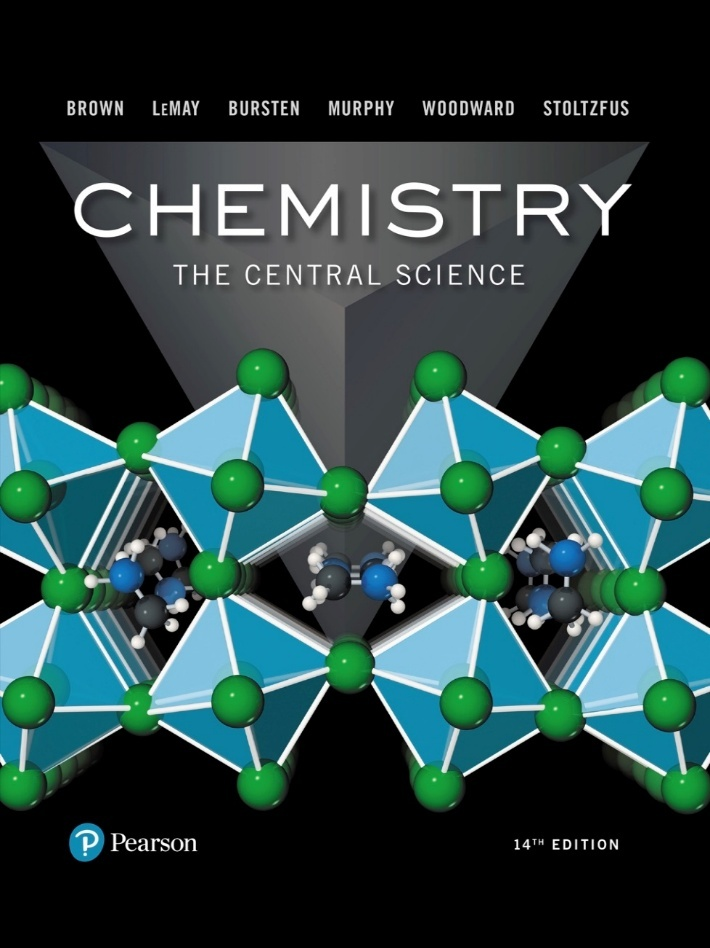 BROWN LEMAY BURSTEN MURPHY WOODWARD STOLTZFUS
CHEMISTRY
THE CENTRAL SCIENCE
P Pearson
14TH EDITION